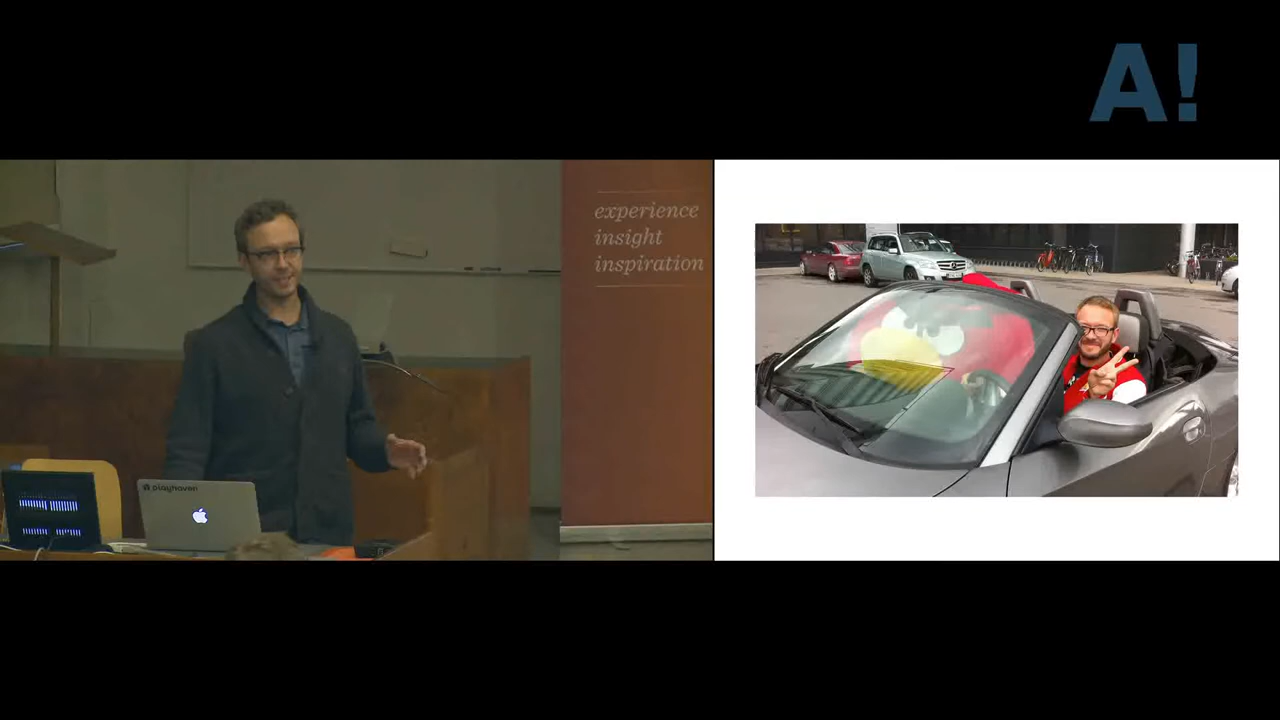 A!
experience
insight
inspiration
playhaven